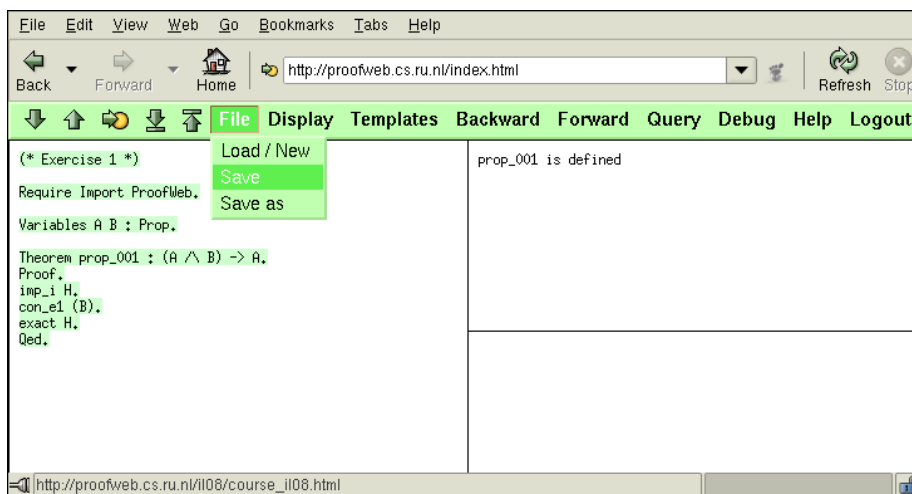 File Edit View Web Go Bookmarks Tabs Help
Back Forward Home http://proofweb.cs.ru.nl/index.html Refresh Stop
File Display Templates Backward Forward Query Debug Help Logout
Load / New
Save
Save as
(* Exercise 1 *)
Require Import ProofWeb.
Variables A B : Prop.
Theorem prop_001 : (A /\ B) -> A.
Proof.
imp_i H.
con_e1 (B).
exact H.
Qed.
prop_001 is defined
http://proofweb.cs.ru.nl/il08/course_il08.html